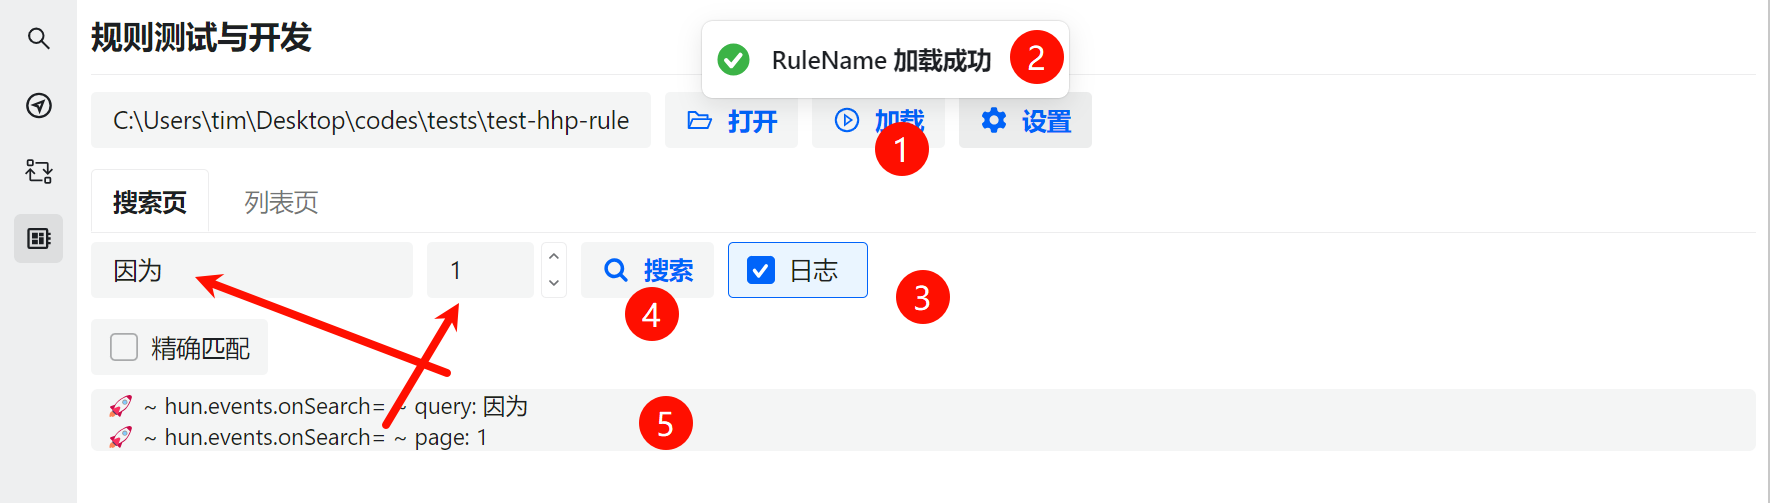 规则测试与开发
RuleName 加载成功
2
C:\Users\tim\Desktop\codes\tests\test-hhp-rule
打开
加载
设置
1
搜索页
列表页
因为
1
搜索
日志
3
4
精确匹配
🚀 ~ hun.events.onSearch= ~ query: 因为
🚀 ~ hun.events.onSearch= ~ page: 1
5